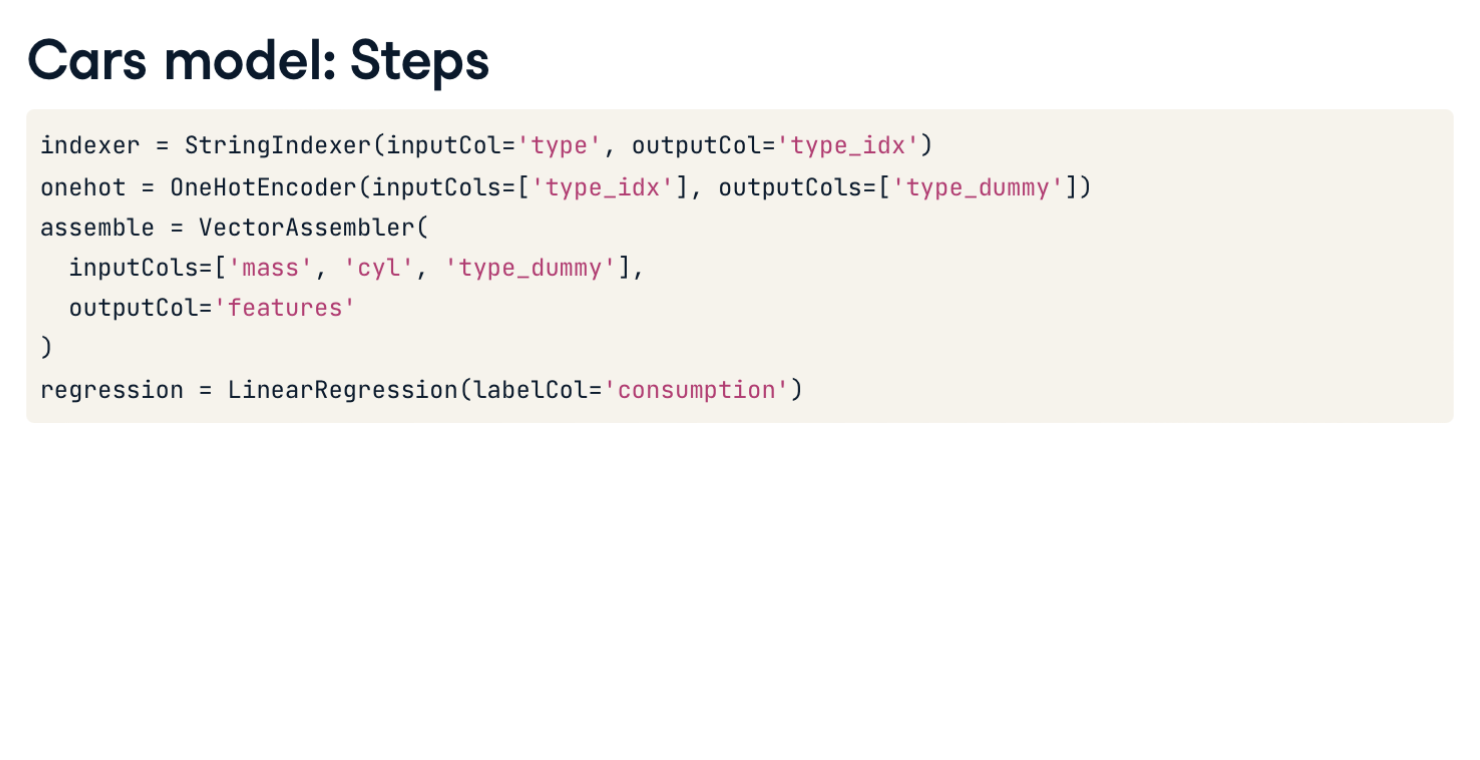 Cars model: Steps
indexer = StringIndexer(inputCol='type', outputCol='type_idx')
onehot = OneHotEncoder(inputCols=['type_idx'], outputCols=['type_dummy'])
assemble = VectorAssembler(
  inputCols=['mass', 'cyl', 'type_dummy'],
  outputCol='features'
)
regression = LinearRegression(labelCol='consumption')